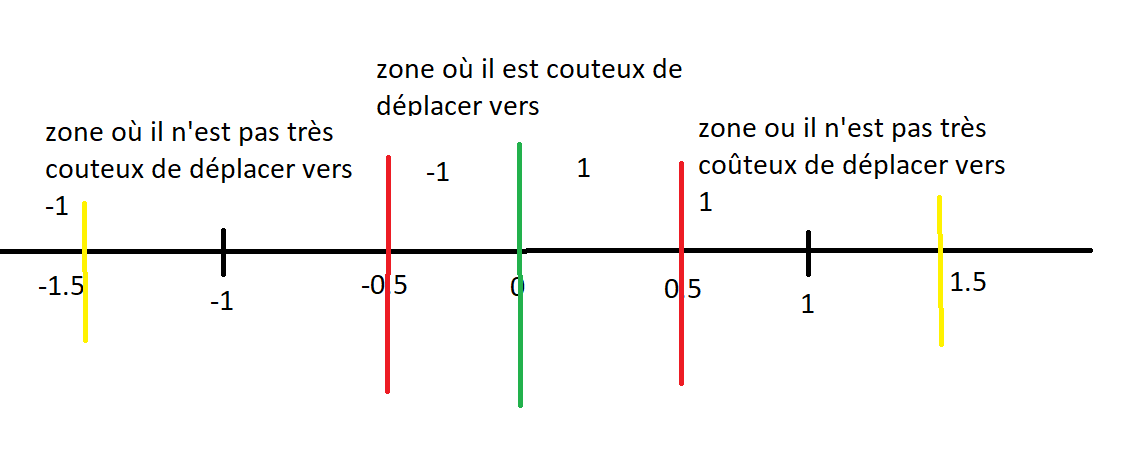 zone où il est couteux de
déplacer vers
zone où il n'est pas très
couteux de déplacer vers
-1
zone ou il n'est pas très
coûteux de déplacer vers
1
-1
1
-1.5
-1
-0.5
0
0.5
1
1.5